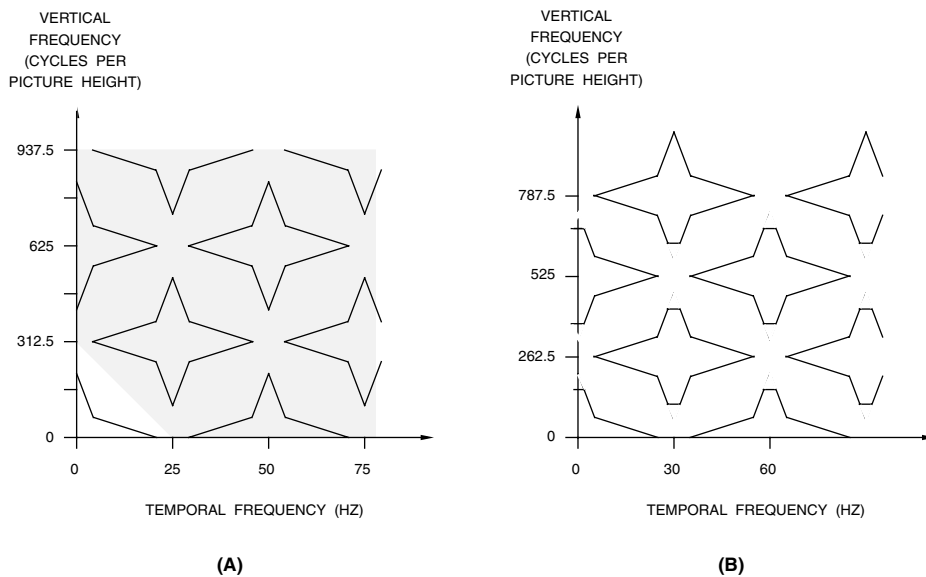 VERTICAL
FREQUENCY
(CYCLES PER
PICTURE HEIGHT)
937.5
625
312.5
0
0
25
50
75
TEMPORAL FREQUENCY (HZ)
(A)
VERTICAL
FREQUENCY
(CYCLES PER
PICTURE HEIGHT)
787.5
525
262.5
0
0
30
60
TEMPORAL FREQUENCY (HZ)
(B)